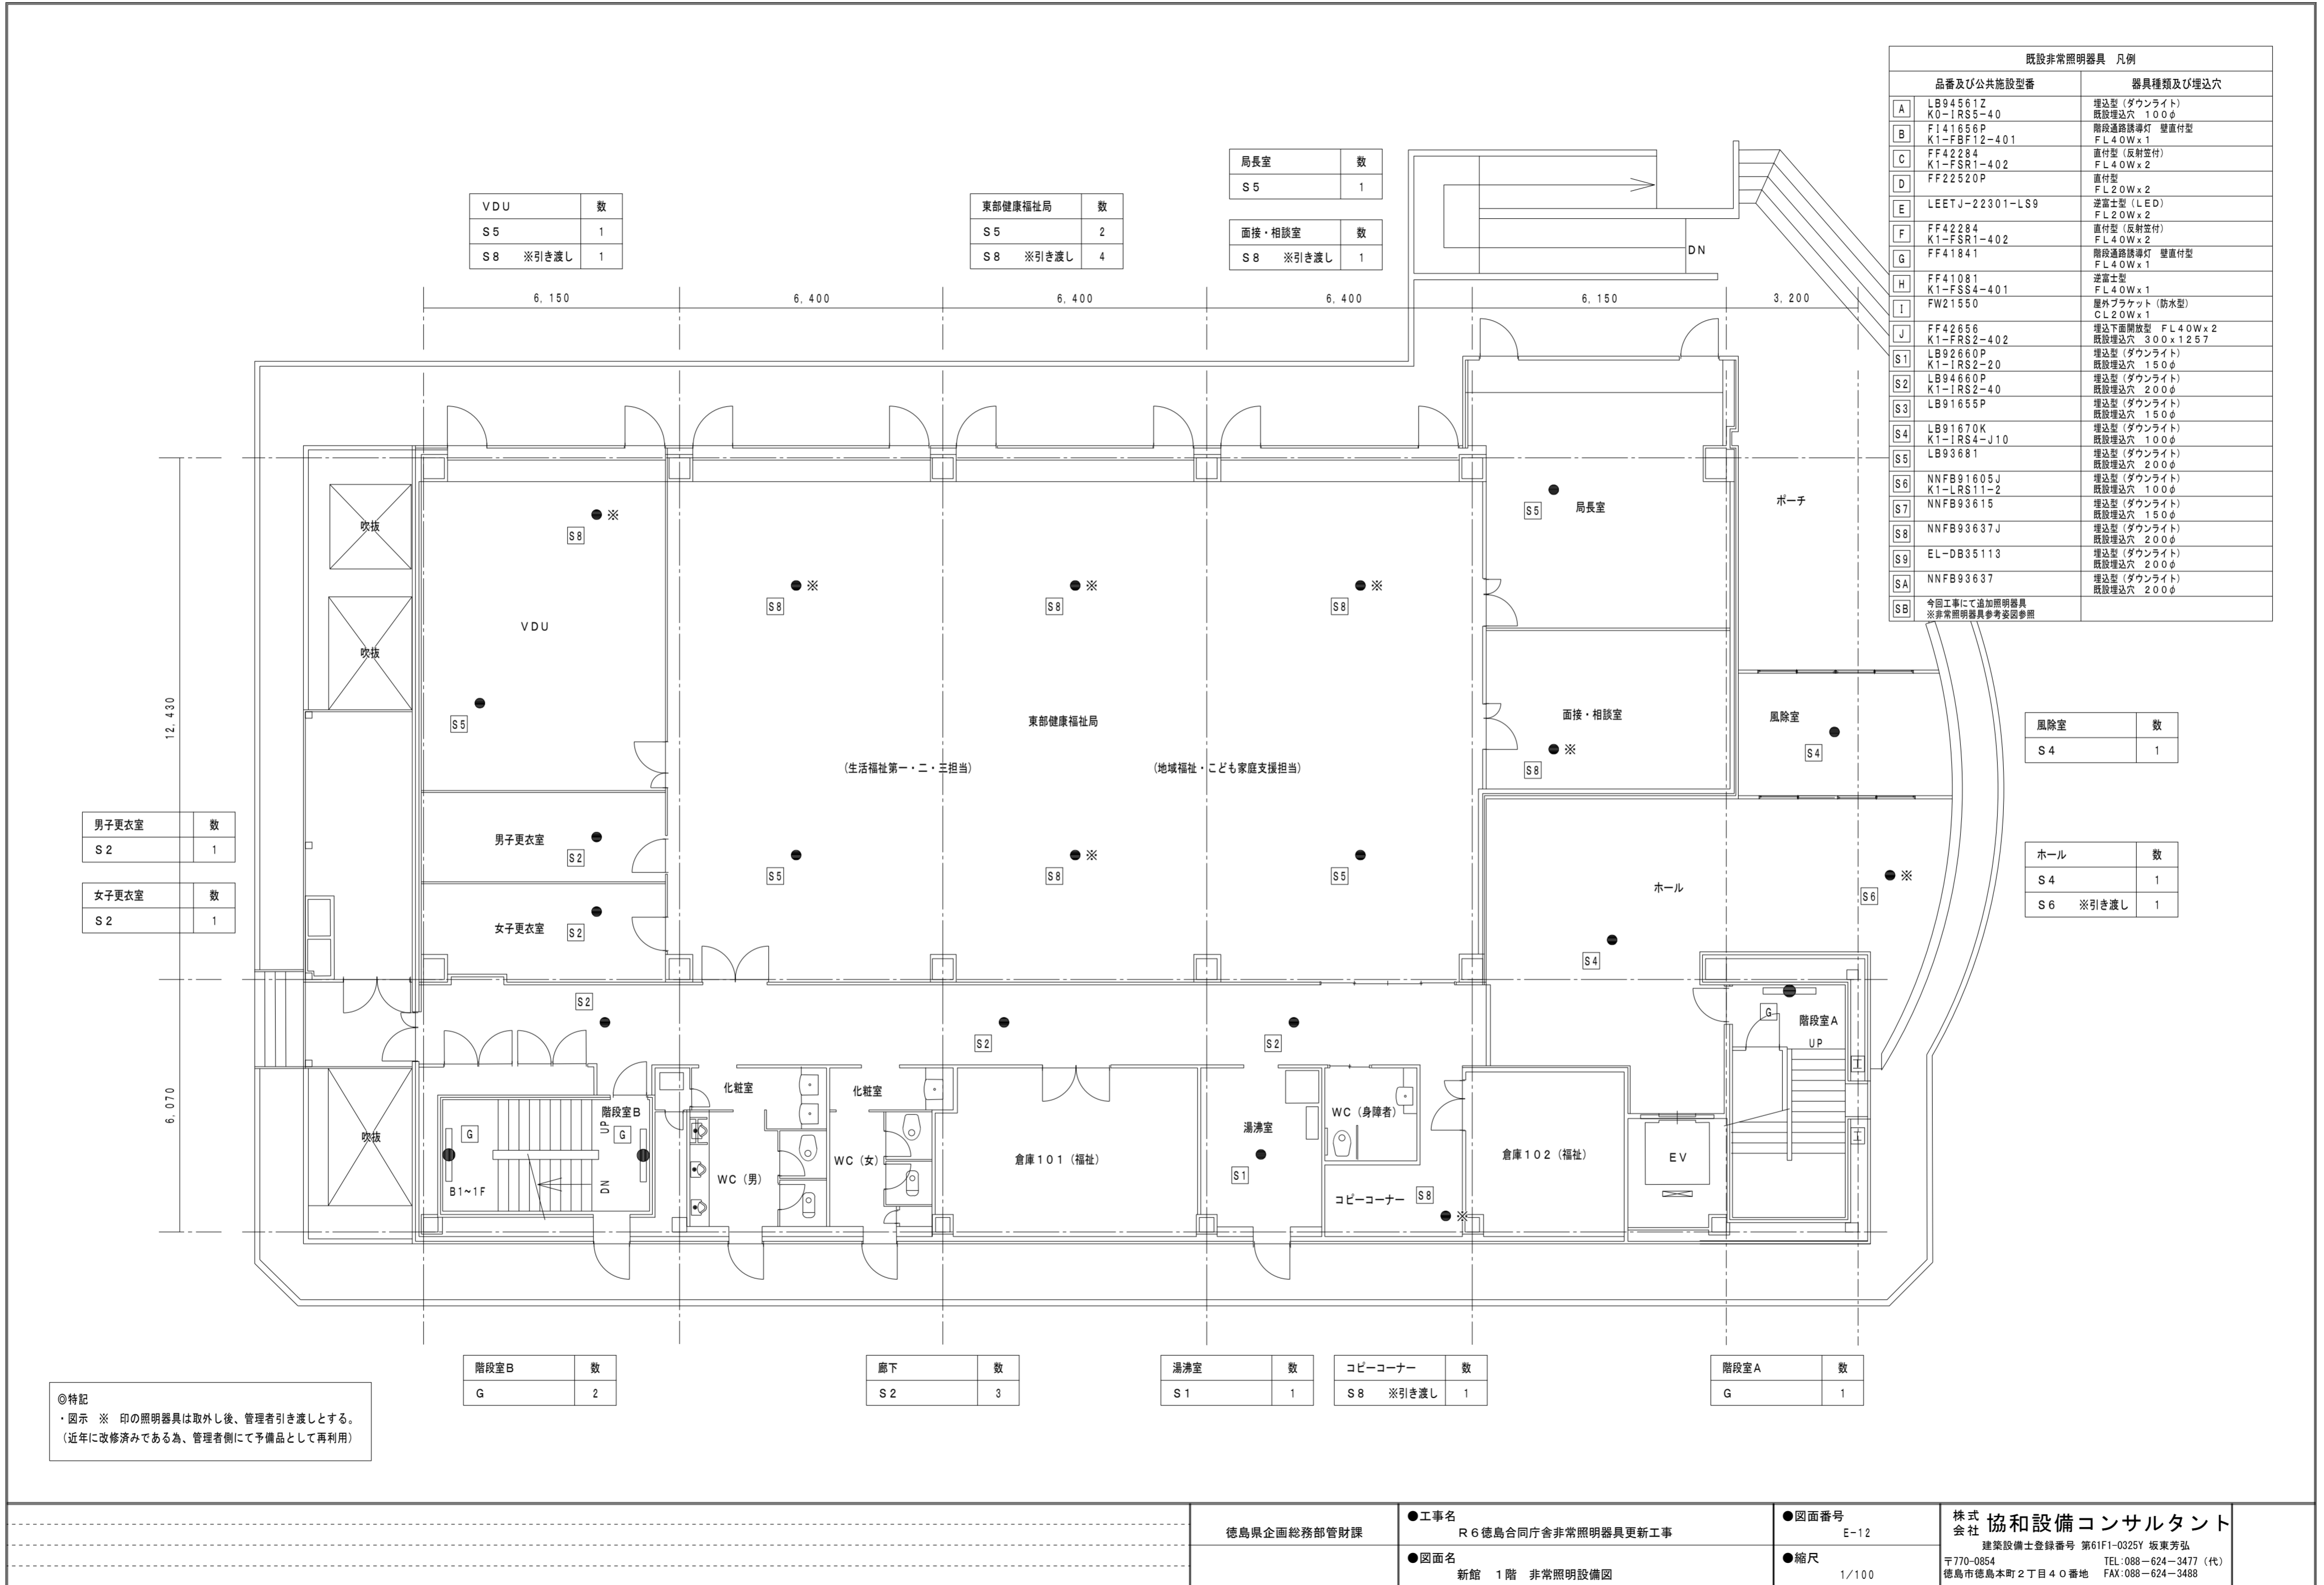 既設非常照明器具　凡例
品番及び公共施設型番　器具種類及び埋込穴
A　LB94561Z　埋込型（ダウンライト）
K0-IRS5-40　既設埋込穴　１００φ
B　FI41656P　階段通路誘導灯　壁直付型
K1-FBF12-401　ＦＬ４０Ｗｘ１
C　FF42284　直付型（反射笠付）
K1-FSR1-402　ＦＬ４０Ｗｘ２
D　FF22520P　直付型
ＦＬ２０Ｗｘ２
E　LEETJ-22301-LS9　逆富士型（ＬＥＤ）
ＦＬ２０Ｗｘ２
F　FF42284　直付型（反射笠付）
K1-FSR1-402　ＦＬ４０Ｗｘ２
G　FF41841　階段通路誘導灯　壁直付型
ＦＬ４０Ｗｘ１
H　FF41081　逆富士型
K1-FSS4-401　ＦＬ４０Ｗｘ１
I　FW21550　屋外ブラケット（防水型）
ＣＬ２０Ｗｘ１
J　FF42656　埋込下面開放型　ＦＬ４０Ｗｘ２
K1-FRS2-402　既設埋込穴　３００ｘ１２５７
S1　LB92660P　埋込型（ダウンライト）
K1-IRS2-20　既設埋込穴　１５０φ
S2　LB94660P　埋込型（ダウンライト）
K1-IRS2-40　既設埋込穴　２００φ
S3　LB91655P　埋込型（ダウンライト）
既設埋込穴　１５０φ
S4　LB91670K　埋込型（ダウンライト）
K1-IRS4-J10　既設埋込穴　１００φ
S5　LB93681　埋込型（ダウンライト）
既設埋込穴　２００φ
S6　NNFB91605J　埋込型（ダウンライト）
K1-LRS11-2　既設埋込穴　１００φ
S7　NNFB93615　埋込型（ダウンライト）
既設埋込穴　１５０φ
S8　NNFB93637J　埋込型（ダウンライト）
既設埋込穴　２００φ
S9　EL-DB35113　埋込型（ダウンライト）
既設埋込穴　２００φ
SA　NNFB93637　埋込型（ダウンライト）
既設埋込穴　２００φ
SB　今回工事にて追加照明器具
※非常照明器具参考姿図参照
局長室　数
Ｓ５　1
面接・相談室　数
Ｓ８　※引き渡し　1
ＶＤＵ　数
Ｓ５　1
Ｓ８　※引き渡し　1
東部健康福祉局　数
Ｓ５　2
Ｓ８　※引き渡し　4
DN
6,150　6,400　6,400　6,400　6,150　3,200
12,430
6,070
吹抜
吹抜
吹抜
※
S8
ＶＤＵ
S5
※
S8
※
S8
※
S8
東部健康福祉局
（生活福祉第一・二・三担当）
（地域福祉・こども家庭支援担当）
S5
※
S8
S5
S5
局長室
ポーチ
面接・相談室
※
S8
風除室
S4
ホール
※
S6
S4
男子更衣室
S2
女子更衣室
S2
風除室　数
Ｓ４　1
ホール　数
Ｓ４　1
Ｓ６　※引き渡し　1
男子更衣室　数
Ｓ２　1
女子更衣室　数
Ｓ２　1
S2
S2
S2
G
階段室Ａ
UP
化粧室
化粧室
階段室Ｂ
UP
G
G
B1~1F
DN
WC（男）
WC（女）
倉庫１０１（福祉）
湯沸室
S1
WC（身障者）
コピーコーナー
S8
※
倉庫１０２（福祉）
EV
階段室Ｂ　数
Ｇ　2
廊下　数
Ｓ２　3
湯沸室　数
Ｓ１　1
コピーコーナー　数
Ｓ８　※引き渡し　1
階段室Ａ　数
Ｇ　1
◎特記
・図示　※　印の照明器具は取外し後、管理者引き渡しとする。
（近年に改修済みである為、管理者側にて予備品として再利用）
徳島県企画総務部管財課
●工事名
Ｒ６徳島合同庁舎非常照明器具更新工事
●図面名
新館　１階　非常照明設備図
●図面番号
E-12
●縮尺
1/100
株式会社　協和設備コンサルタント
建築設備士登録番号 第61F1-0325Y 坂東芳弘
〒770-0854　TEL:088－624－3477（代）
徳島市徳島本町２丁目４０番地　FAX:088－624－3488